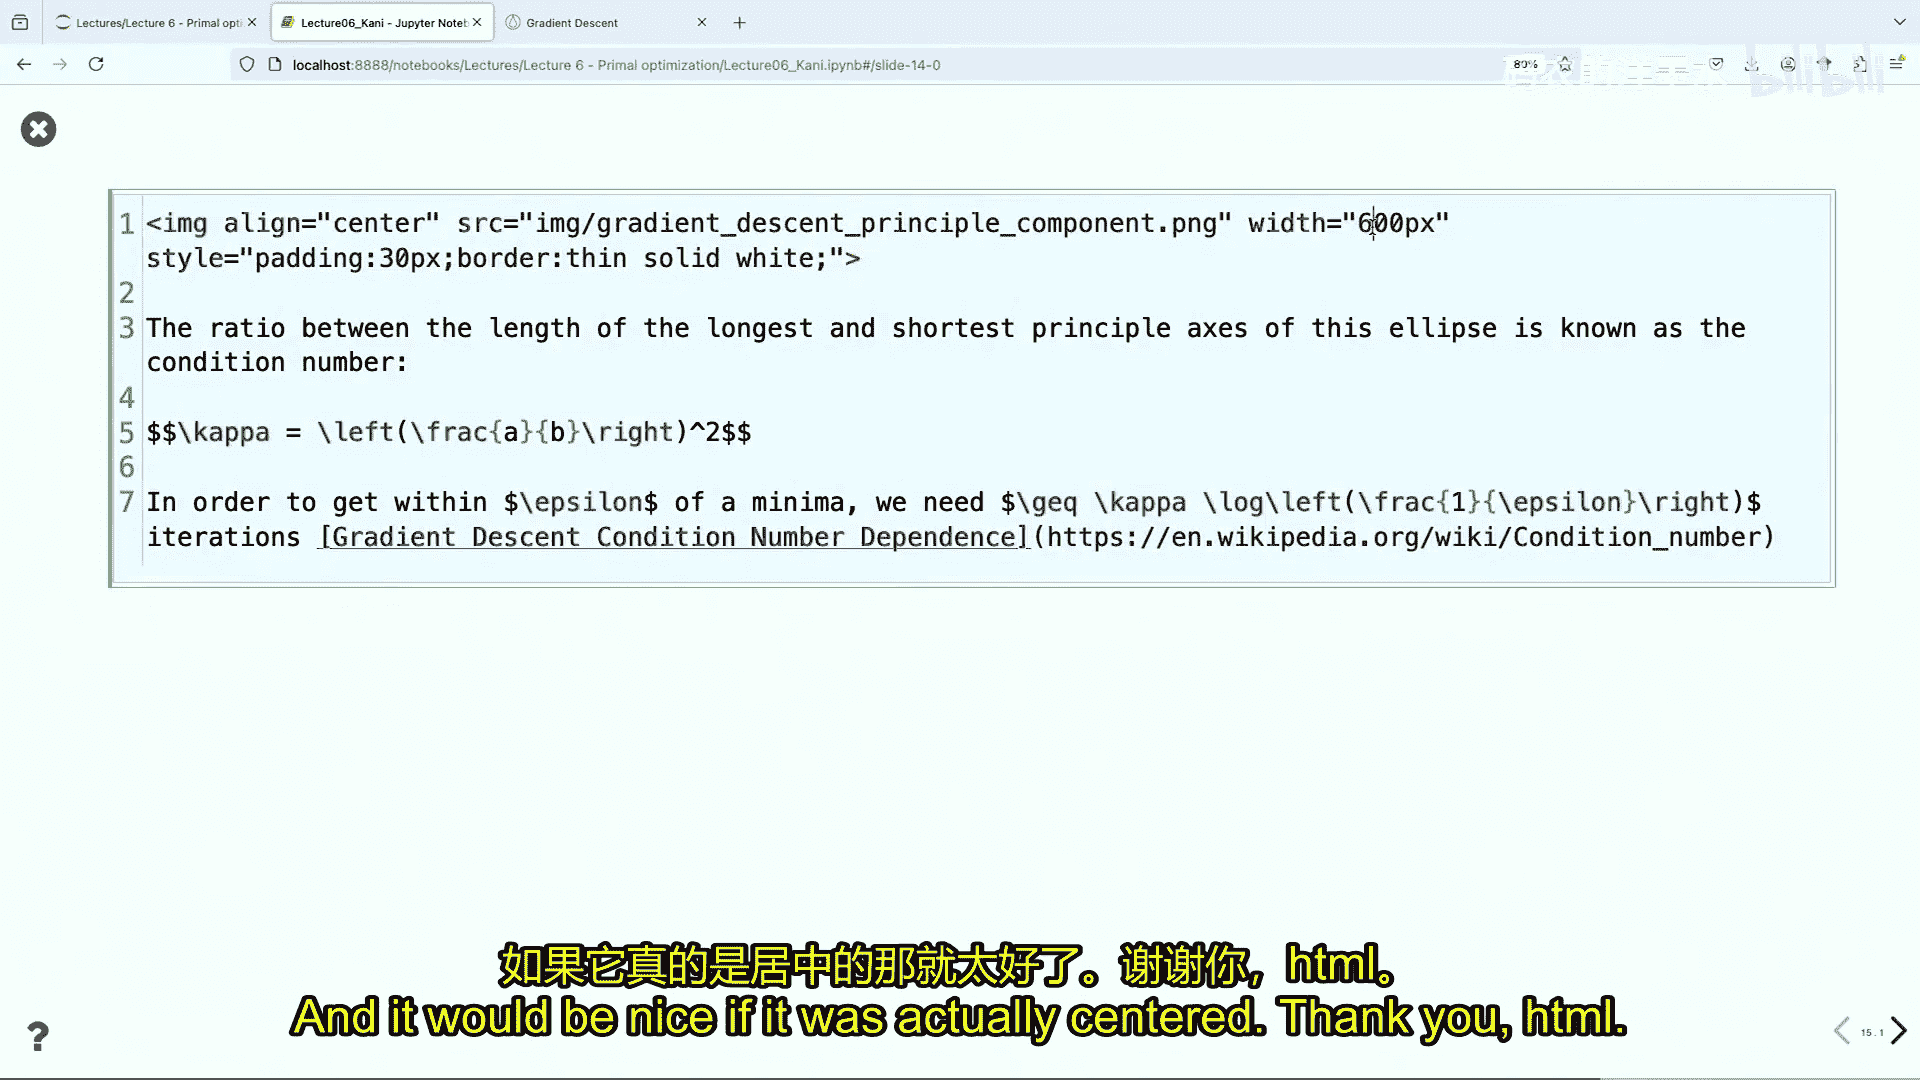 Lectures/Lecture 6 - Primal opti
Lecture06_Kani - Jupyter Note
Gradient Descent
localhost:8888/notebooks/Lectures/Lecture 6 - Primal optimization/Lecture06_Kani.ipynb#/slide-14-0
80%
1 <img align="center" src="img/gradient_descent_principle_component.png" width="600px"
style="padding:30px;border:thin solid white;">
2
3 The ratio between the length of the longest and shortest principle axes of this ellipse is known as the
condition number:
4
5 $$\kappa = \left(\frac{a}{b}\right)^2$$
6
7 In order to get within $\epsilon$ of a minima, we need $\geq \kappa \log\left(\frac{1}{\epsilon}\right)$
iterations [Gradient Descent Condition Number Dependence](https://en.wikipedia.org/wiki/Condition_number)
如果它真的是居中的那就太好了。谢谢你，html。
And it would be nice if it was actually centered. Thank you, html.
?
15.1